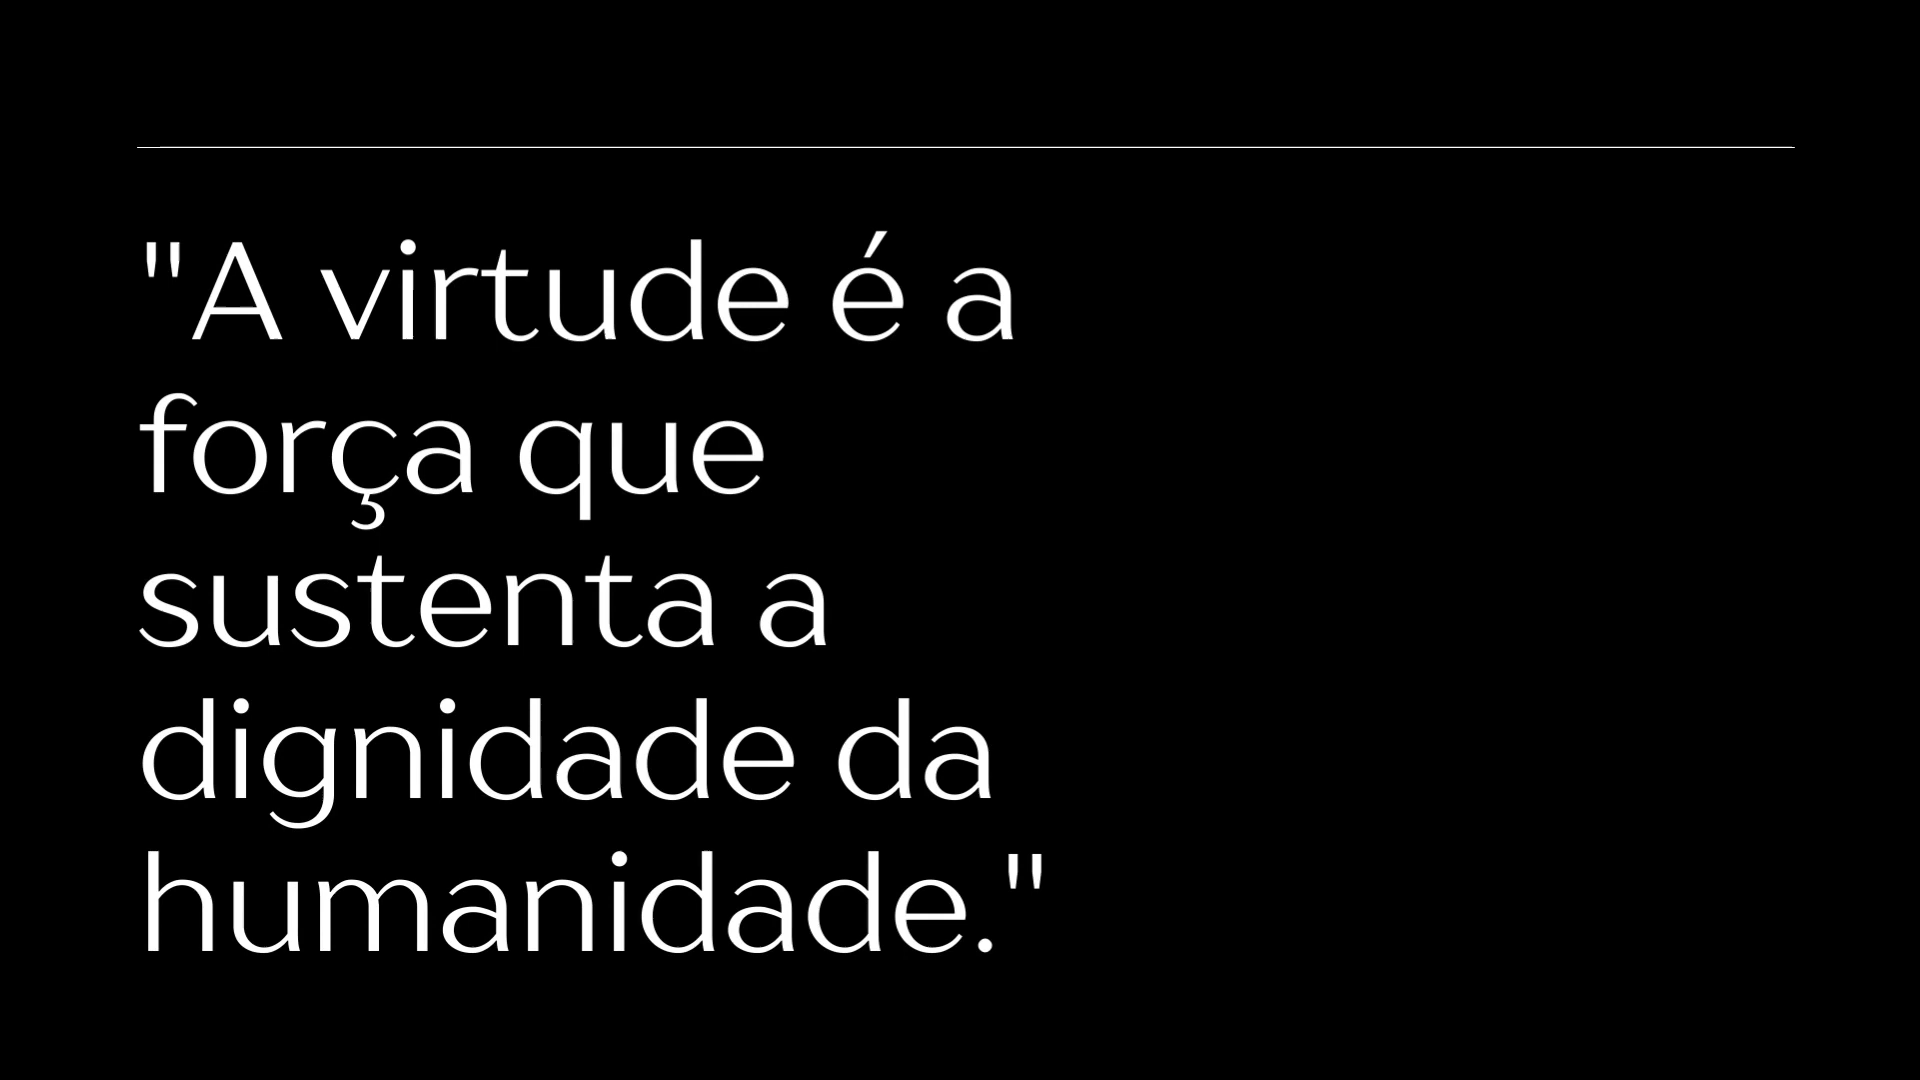 "A virtude é a
força que
sustenta a
dignidade da
humanidade."